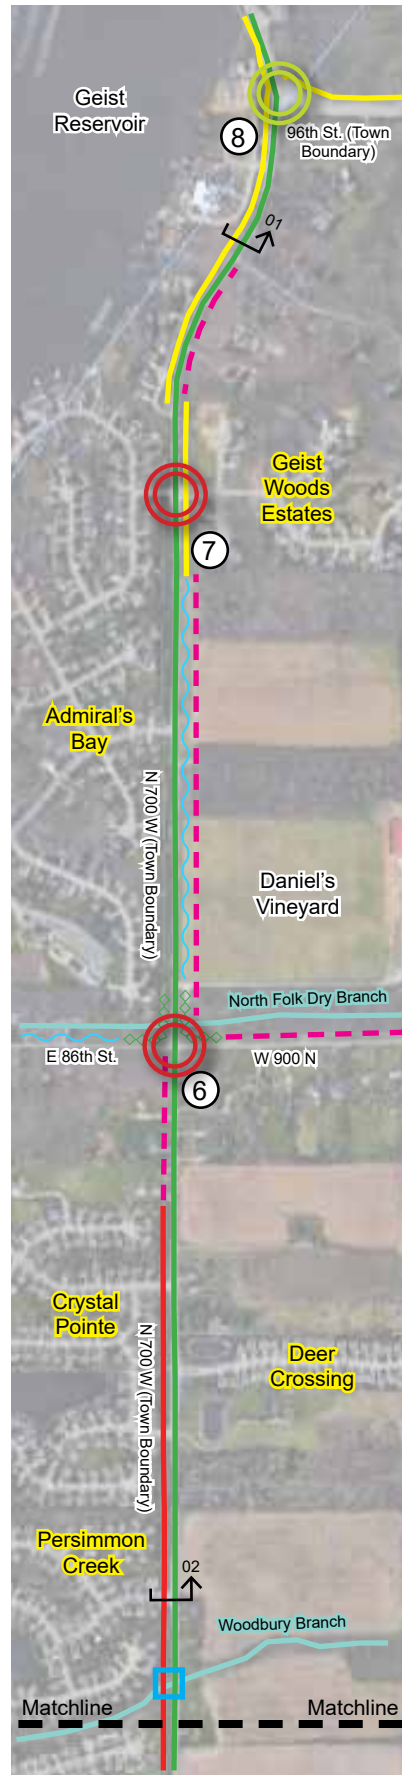 Geist
Reservoir
8
96th St. (Town
Boundary)
01
Geist
Woods
Estates
7
Admiral's
Bay
N 700 W (Town Boundary)
Daniel's
Vineyard
North Folk Dry Branch
E 86th St.
W 900 N
6
Crystal
Pointe
Deer
Crossing
N 700 W (Town Boundary)
Persimmon
Creek
02
Woodbury Branch
Matchline
Matchline